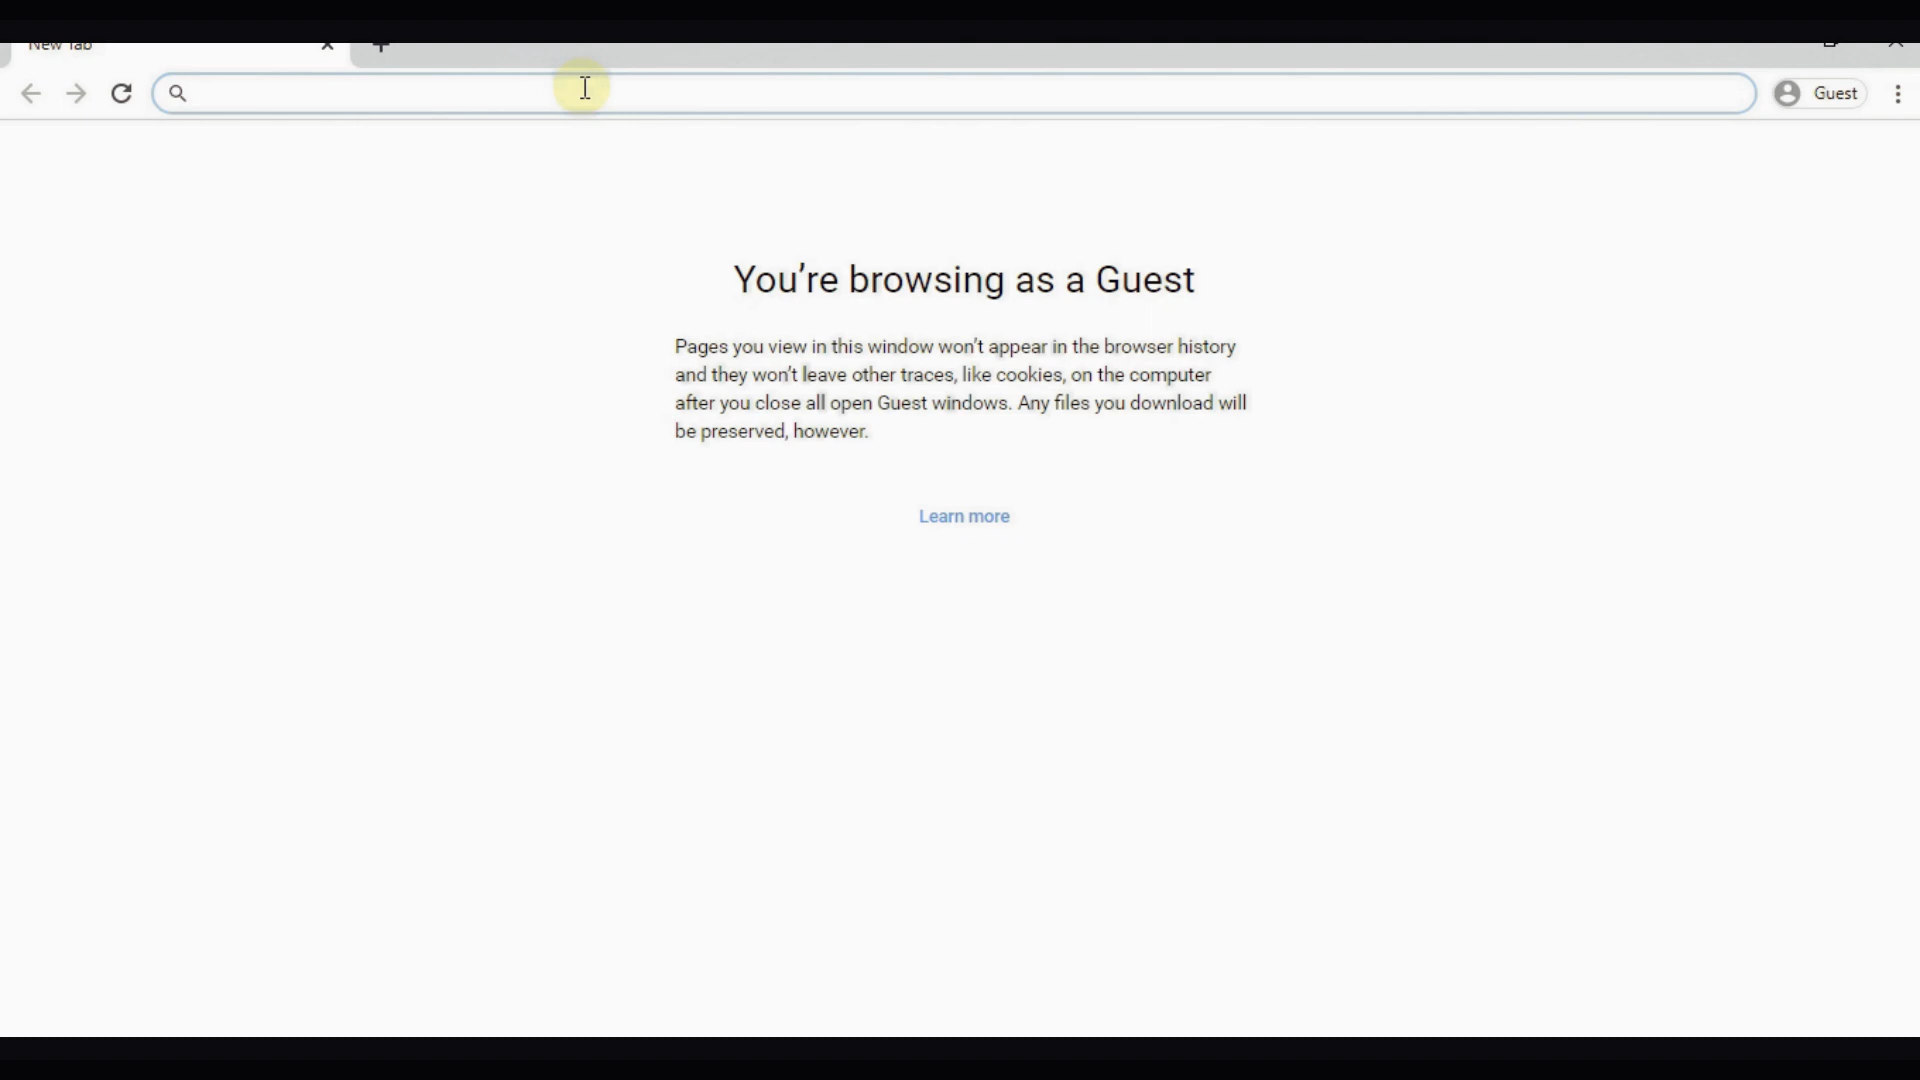 New Tab
Guest
You’re browsing as a Guest
Pages you view in this window won’t appear in the browser history
and they won’t leave other traces, like cookies, on the computer
after you close all open Guest windows. Any files you download will
be preserved, however.
Learn more